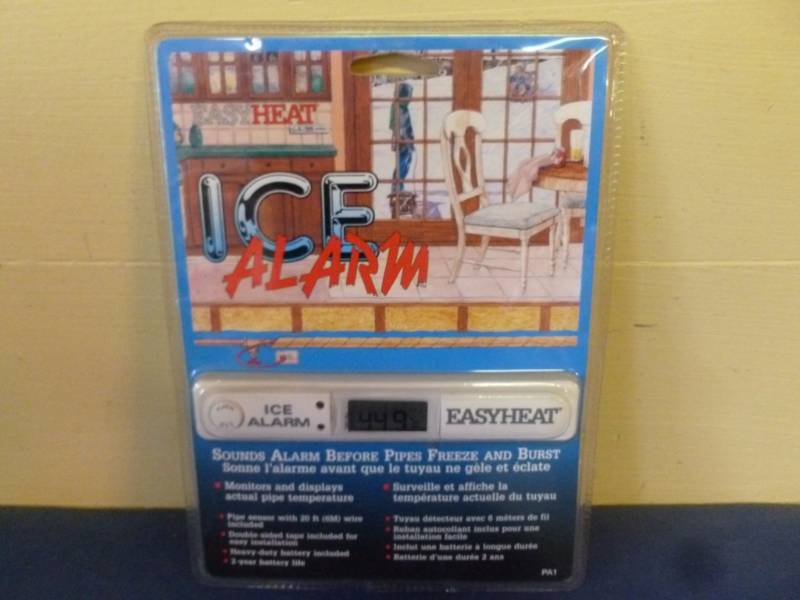 EASYHEAT
ICE
ALARM
ICE
ALARM
449
EASYHEAT
SOUNDS ALARM BEFORE PIPES FREEZE AND BURST
Sonne l'alarme avant que le tuyau ne gèle et éclate
Monitors and displays
actual pipe temperature
Pipe sensor with 20 ft (6M) wire
included
Double-sided tape included for
easy installation
Heavy-duty battery included
2-year battery life
Surveille et affiche la
température actuelle du tuyau
Tuyau détecteur avec 6 méters de fil
Ruban autocollant inclus pour une
installation facile
Inclut une batterie à longue durée
Batterie d'une durée 2 ans
PA1